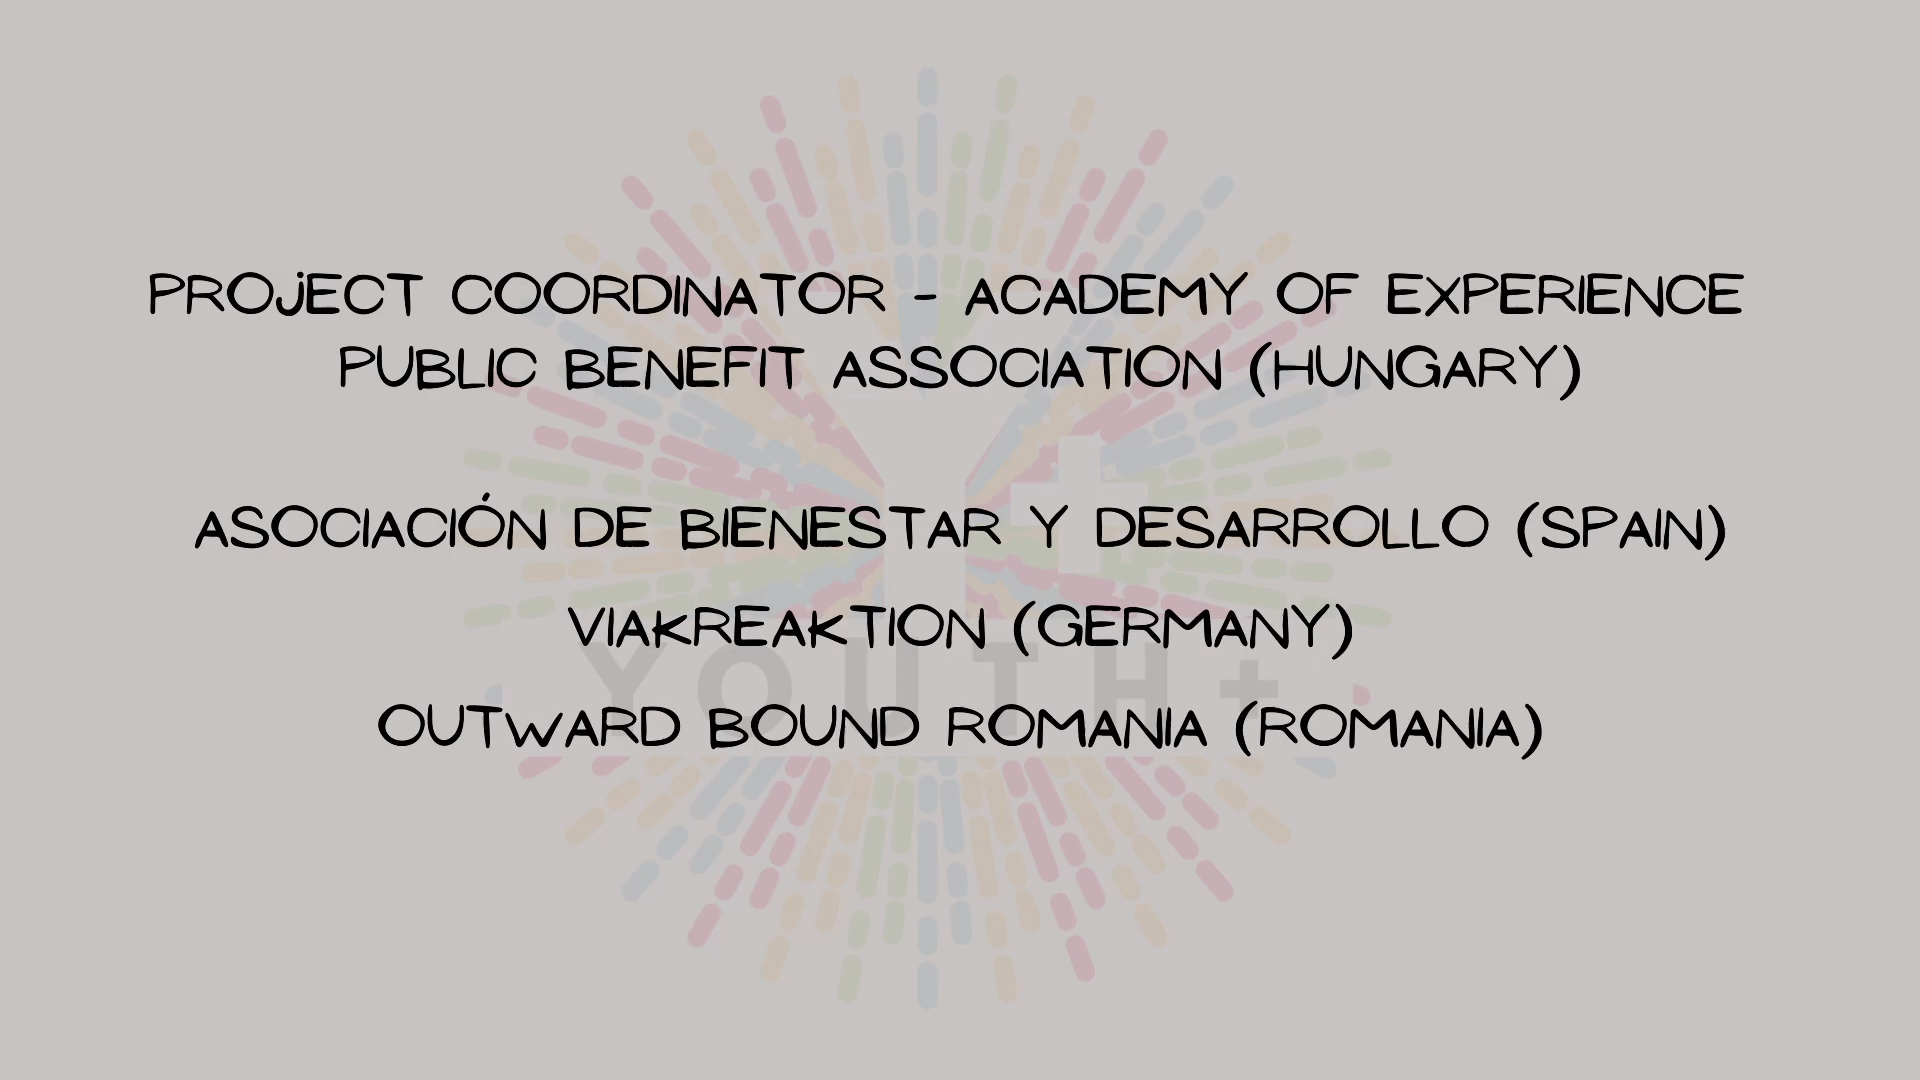 PROJECT COORDINATOR - ACADEMY OF EXPERIENCE
PUBLIC BENEFIT ASSOCIATION (HUNGARY)
ASOCIACIÓN DE BIENESTAR Y DESARROLLO (SPAIN)
VIAKREAKTION (GERMANY)
YOUTH+
OUTWARD BOUND ROMANIA (ROMANIA)